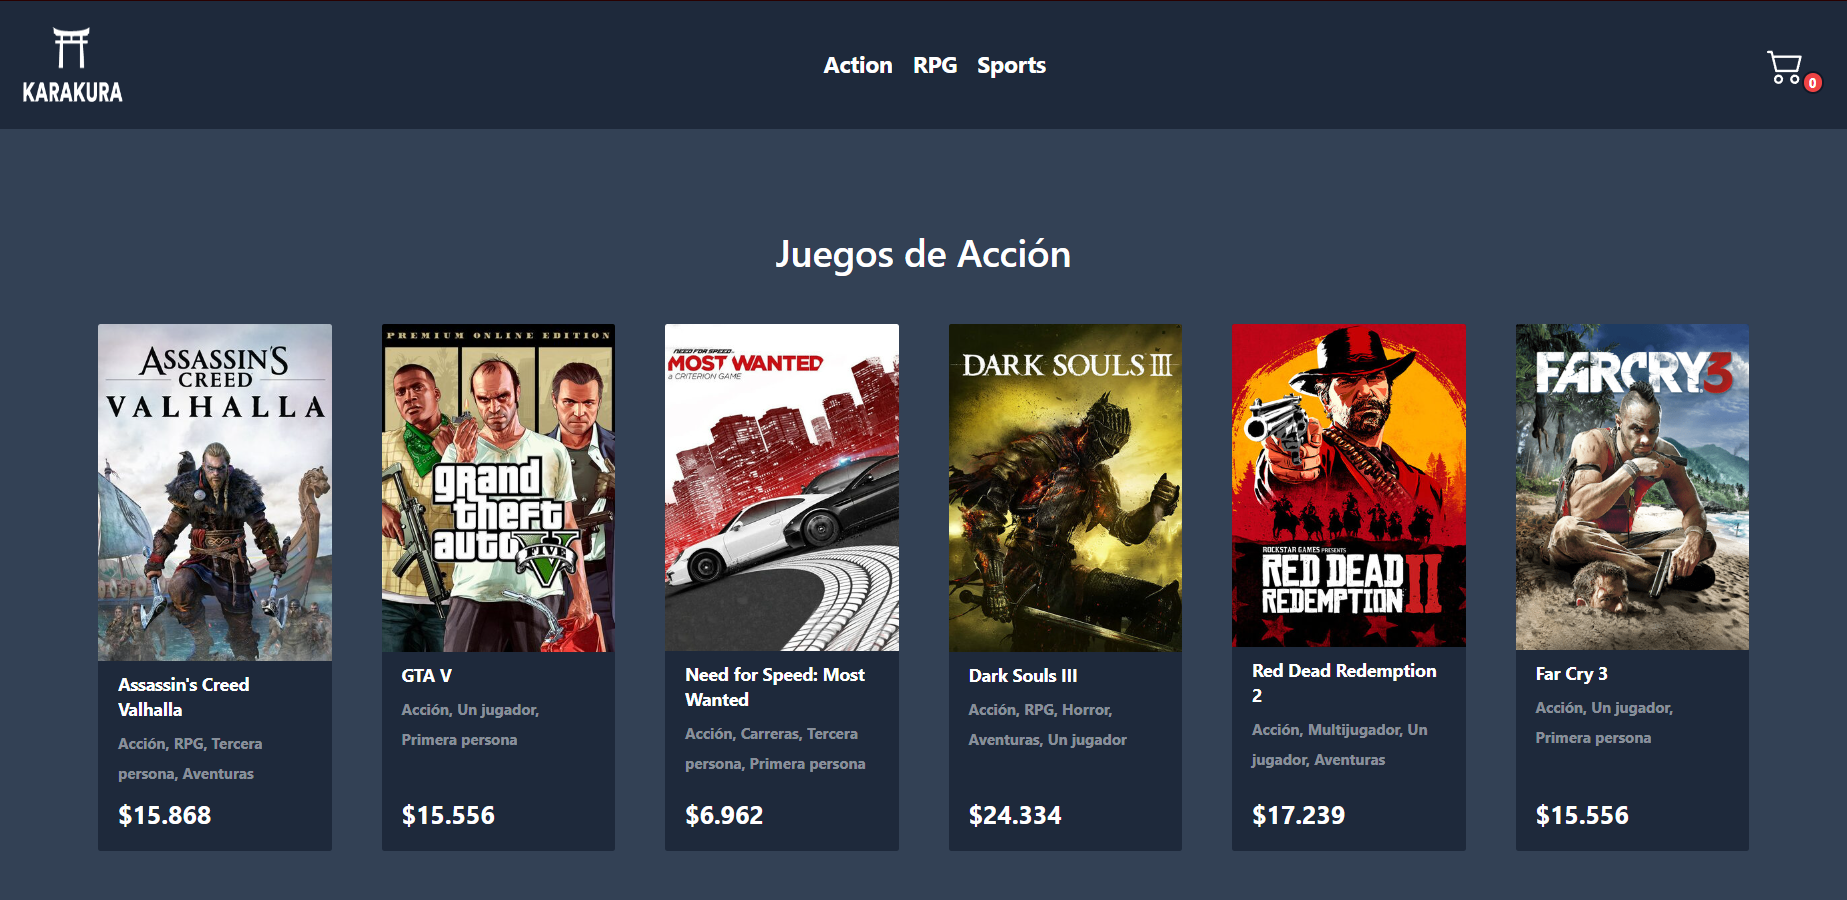 KARAKURA
Action RPG Sports
0
Juegos de Acción
ASSASSIN'S
CREED
VALHALLA
PREMIUM ONLINE EDITION
grand
theft
auto
FIVE
NEED FOR SPEED
MOST WANTED
a CRITERION GAME
DARK SOULS III
ROCKSTAR GAMES PRESENTS
RED DEAD
REDEMPTION II
FARCRY3
Assassin's Creed
Valhalla
Acción, RPG, Tercera
persona, Aventuras
$15.868
GTA V
Acción, Un jugador,
Primera persona
$15.556
Need for Speed: Most
Wanted
Acción, Carreras, Tercera
persona, Primera persona
$6.962
Dark Souls III
Acción, RPG, Horror,
Aventuras, Un jugador
$24.334
Red Dead Redemption
2
Acción, Multijugador, Un
jugador, Aventuras
$17.239
Far Cry 3
Acción, Un jugador,
Primera persona
$15.556